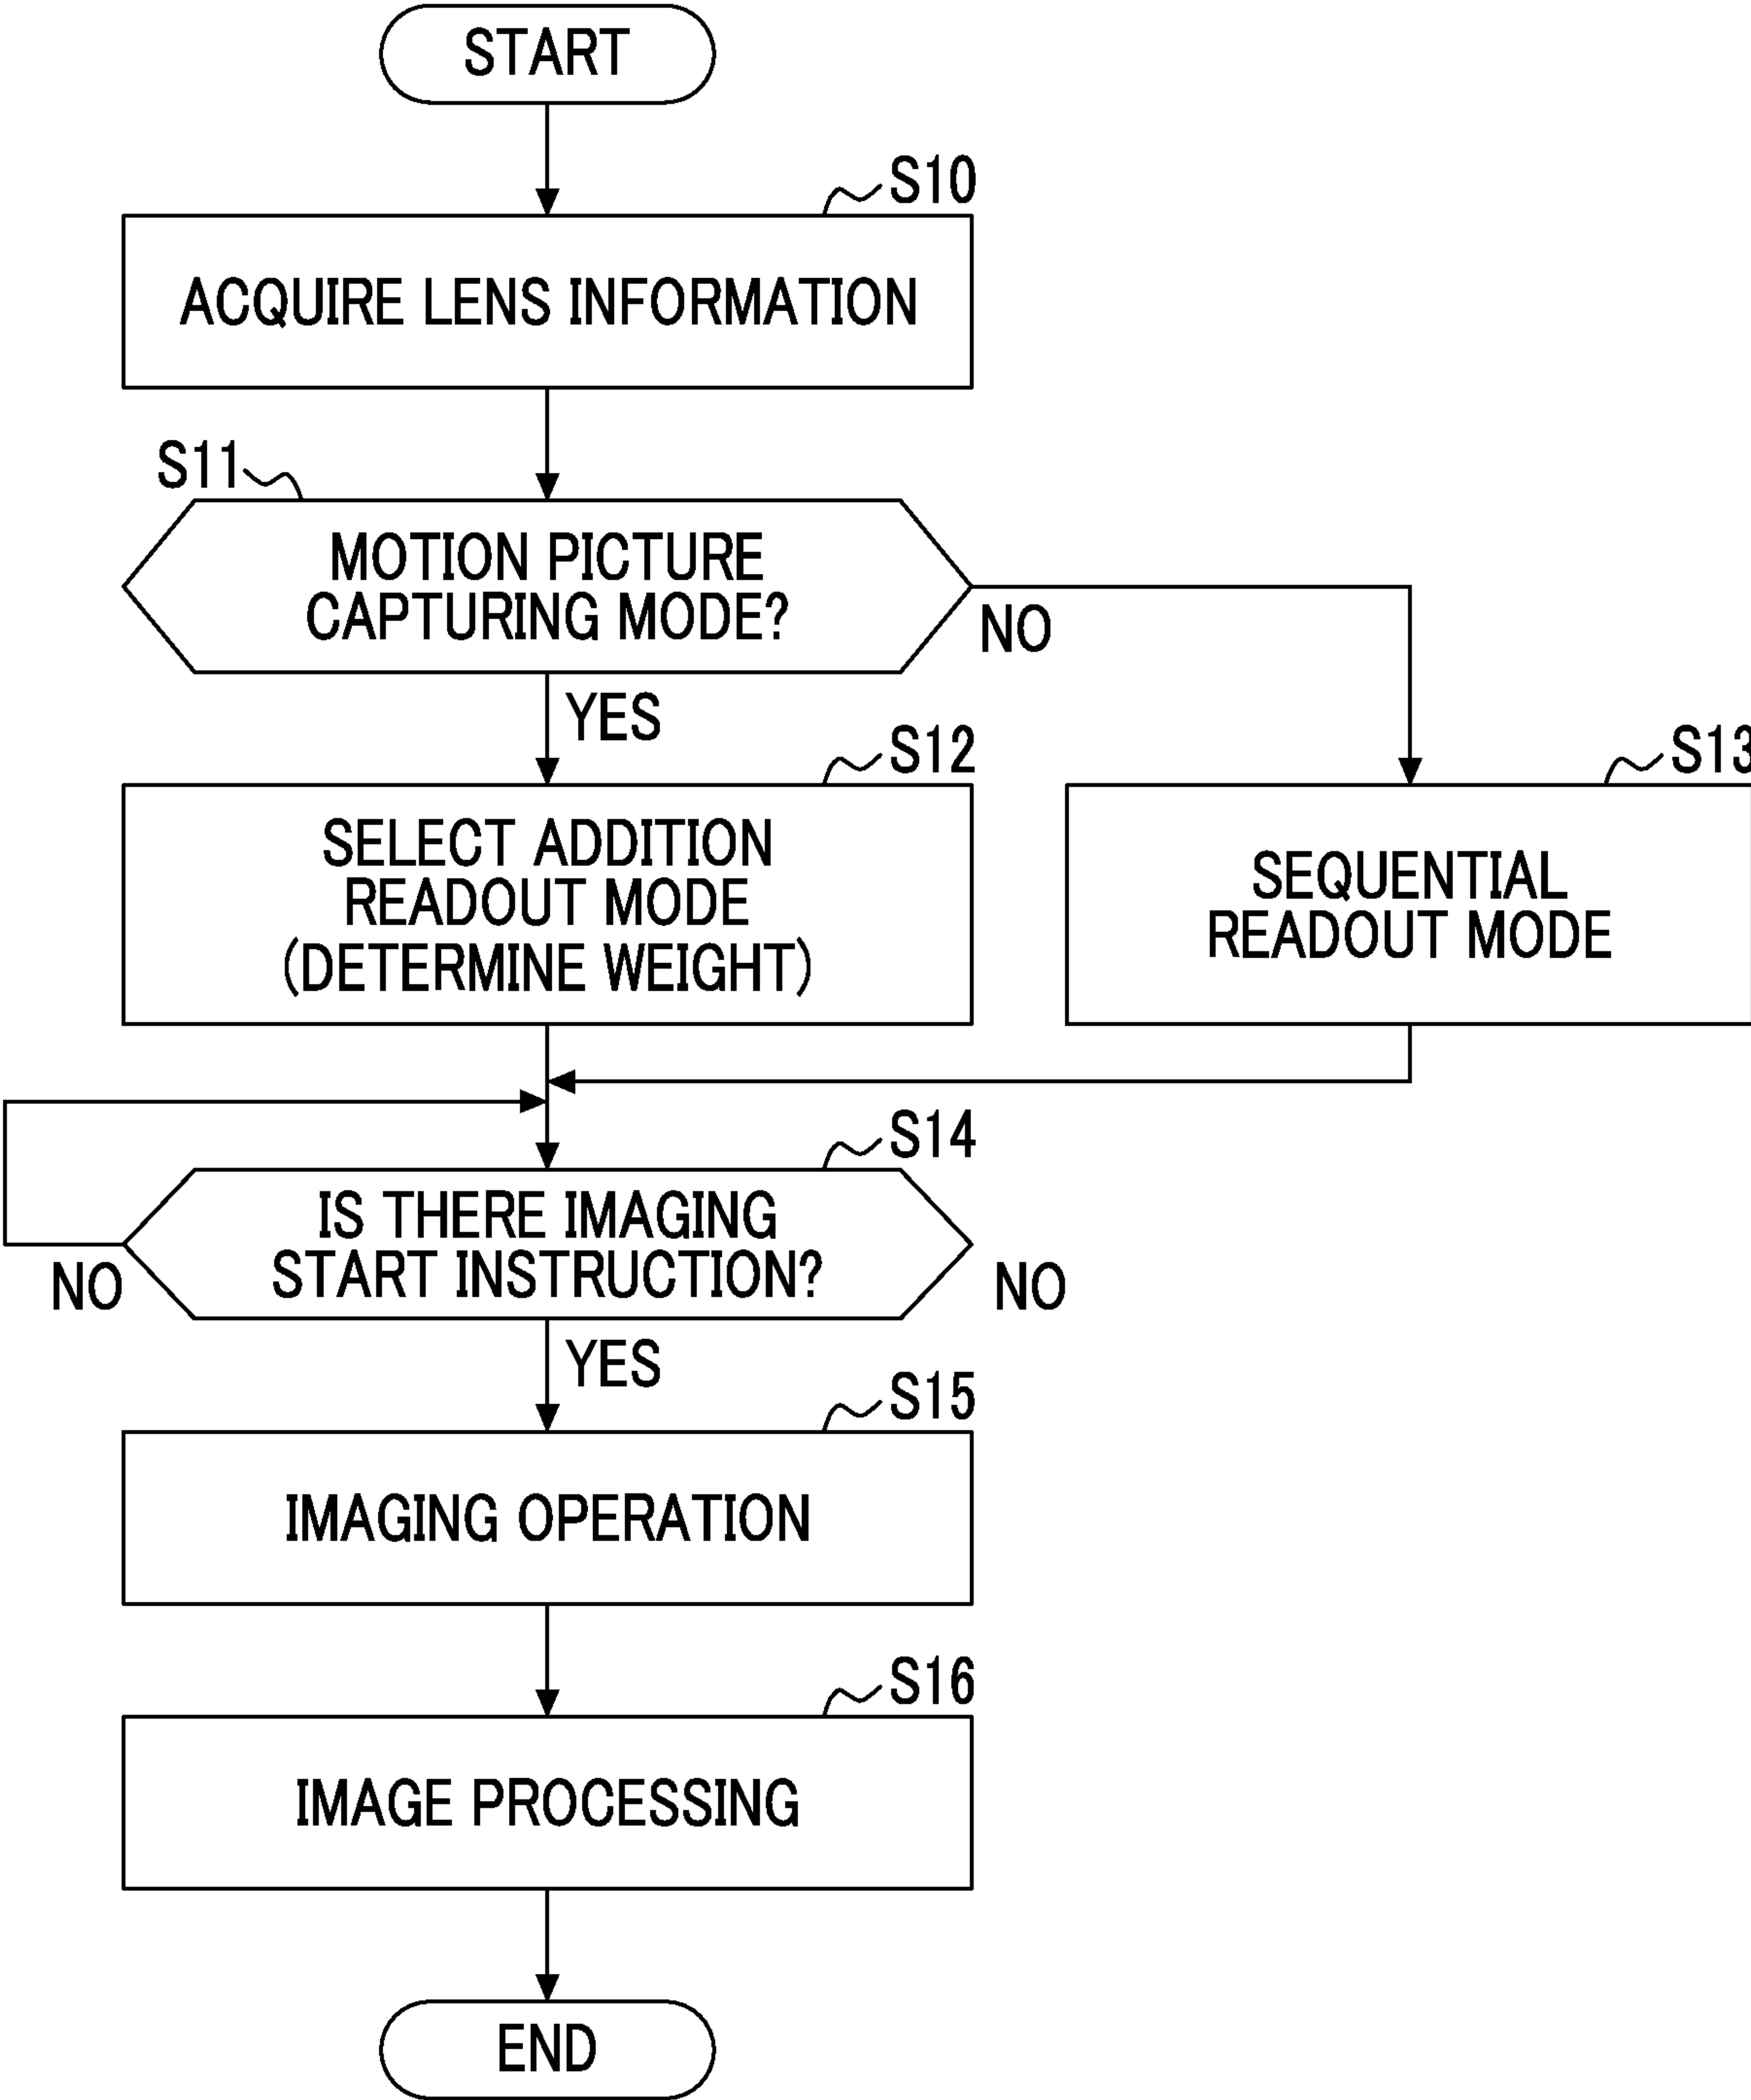 START
S10
ACQUIRE LENS INFORMATION
S11
MOTION PICTURE
CAPTURING MODE?
NO
YES
S12
SELECT ADDITION
READOUT MODE
(DETERMINE WEIGHT)
S13
SEQUENTIAL
READOUT MODE
S14
IS THERE IMAGING
START INSTRUCTION?
NO
NO
YES
S15
IMAGING OPERATION
S16
IMAGE PROCESSING
END